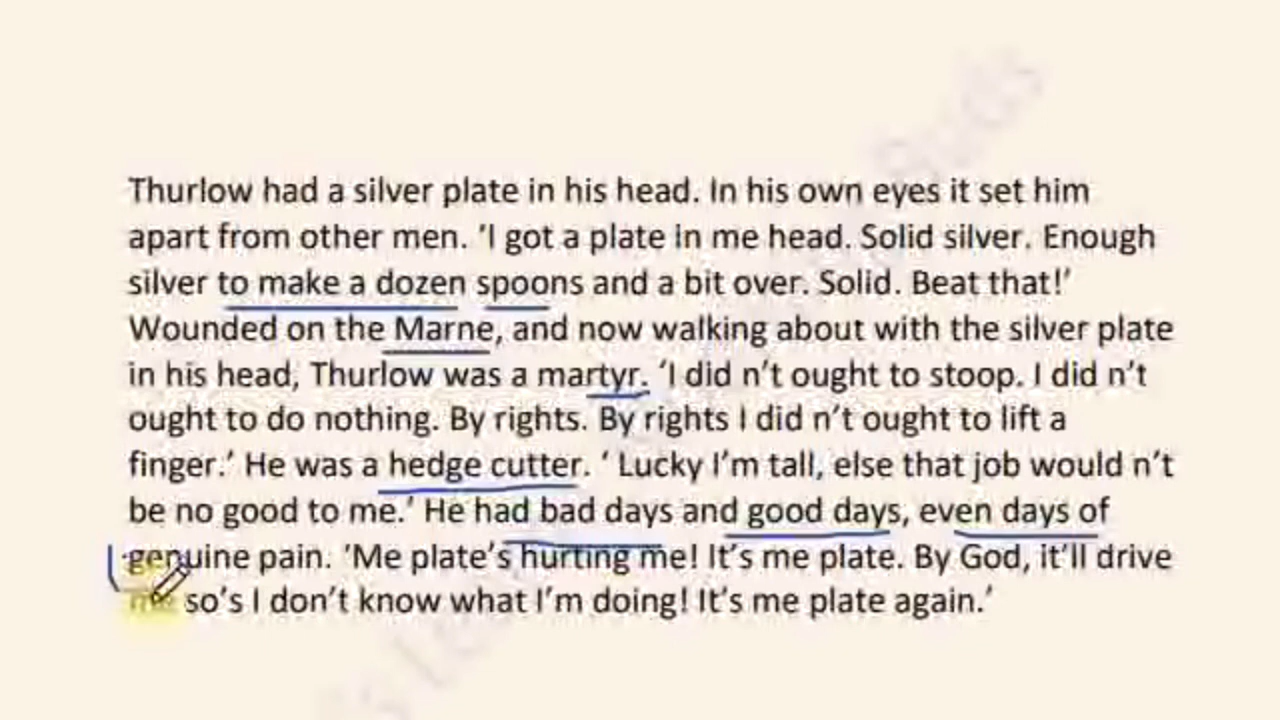 Thurlow had a silver plate in his head. In his own eyes it set him
apart from other men. ‘I got a plate in me head. Solid silver. Enough
silver to make a dozen spoons and a bit over. Solid. Beat that!’
Wounded on the Marne, and now walking about with the silver plate
in his head, Thurlow was a martyr. ‘I did n’t ought to stoop. I did n’t
ought to do nothing. By rights. By rights I did n’t ought to lift a
finger.’ He was a hedge cutter. ‘ Lucky I’m tall, else that job would n’t
be no good to me.’ He had bad days and good days, even days of
genuine pain. ‘Me plate’s hurting me! It’s me plate. By God, it’ll drive
me so’s I don’t know what I’m doing! It’s me plate again.’